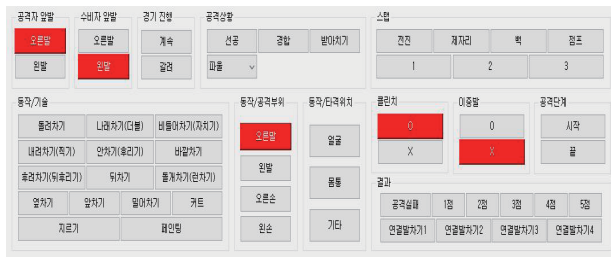 공격자 앞발 수비자 앞발 경기 진행 공격상황 스텝
오른발 오른발 계속 선공 경합 받아치기 전진 제자리 백 점프
왼발 왼발 갈려 파울 1 2 3
동작/기술 동작/공격부위 동작/타격위치 클린치 이중발 공격단계
돌려차기 나래차기(더블) 비틀어차기(자치기) 오른발 얼굴 O O 시작
내려차기(찍기) 안차기(후리기) 바깥차기 왼발 X X 끝
후려차기(뒤후리기) 뒤차기 돌개차기(턴차기) 오른손 몸통 결과
옆차기 앞차기 밀어차기 커트 공격실패 1점 2점 3점 4점 5점
지르기 페인팅 왼손 기타 연결발차기1 연결발차기2 연결발차기3 연결발차기4